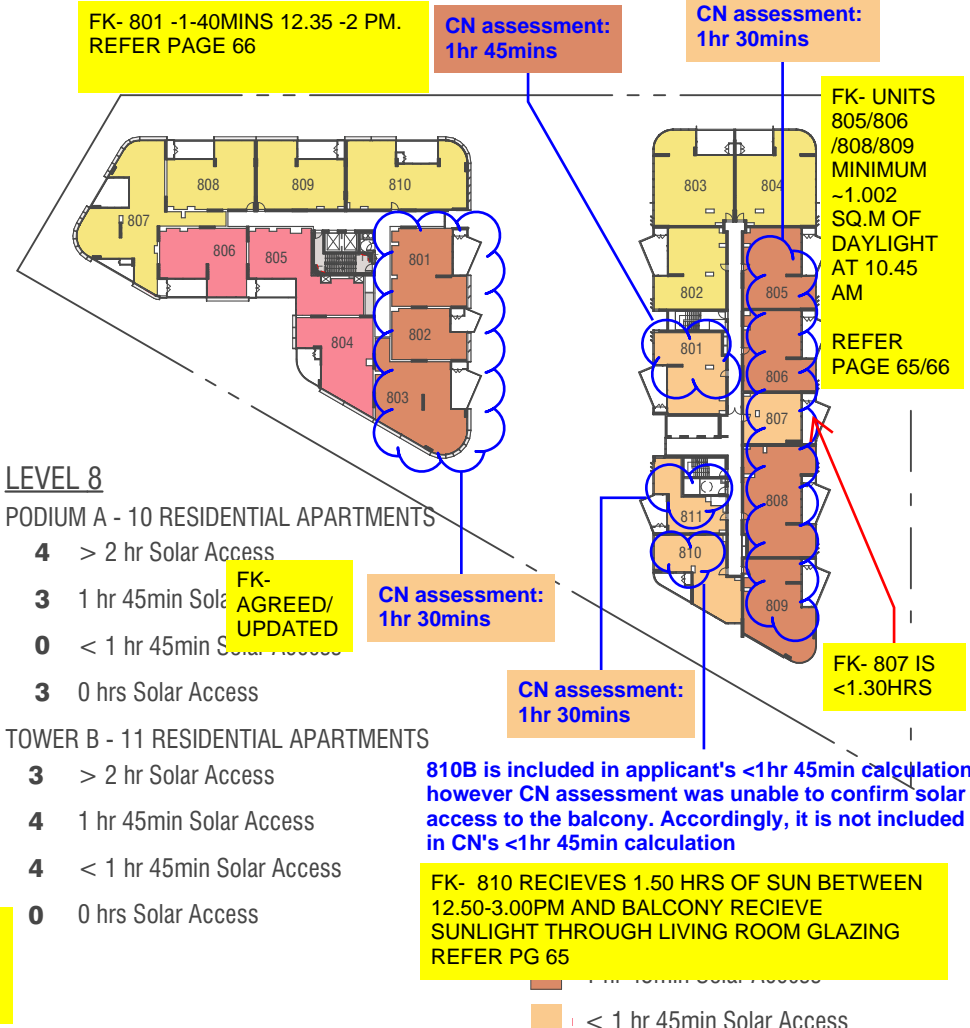 FK- 801 -1-40MINS 12.35 -2 PM.
REFER PAGE 66
CN assessment:
1hr 45mins
CN assessment:
1hr 30mins
FK- UNITS
805/806
/808/809
MINIMUM
~1.002
SQ.M OF
DAYLIGHT
AT 10.45
AM
REFER
PAGE 65/66
808
809
810
807
806
805
801
802
804
803
803
804
802
805
801
806
807
808
811
810
809
LEVEL 8
PODIUM A - 10 RESIDENTIAL APARTMENTS
4 > 2 hr Solar Access
3 1 hr 45min Sola
0 < 1 hr 45min Solar Access
3 0 hrs Solar Access
FK-
AGREED/
UPDATED
CN assessment:
1hr 30mins
CN assessment:
1hr 30mins
FK- 807 IS
<1.30HRS
TOWER B - 11 RESIDENTIAL APARTMENTS
3 > 2 hr Solar Access
4 1 hr 45min Solar Access
4 < 1 hr 45min Solar Access
0 0 hrs Solar Access
810B is included in applicant's <1hr 45min calculation
however CN assessment was unable to confirm solar
access to the balcony. Accordingly, it is not included
in CN's <1hr 45min calculation
FK- 810 RECIEVES 1.50 HRS OF SUN BETWEEN
12.50-3.00PM AND BALCONY RECIEVE
SUNLIGHT THROUGH LIVING ROOM GLAZING
REFER PG 65
1 hr 45min Solar Access
< 1 hr 45min Solar Access